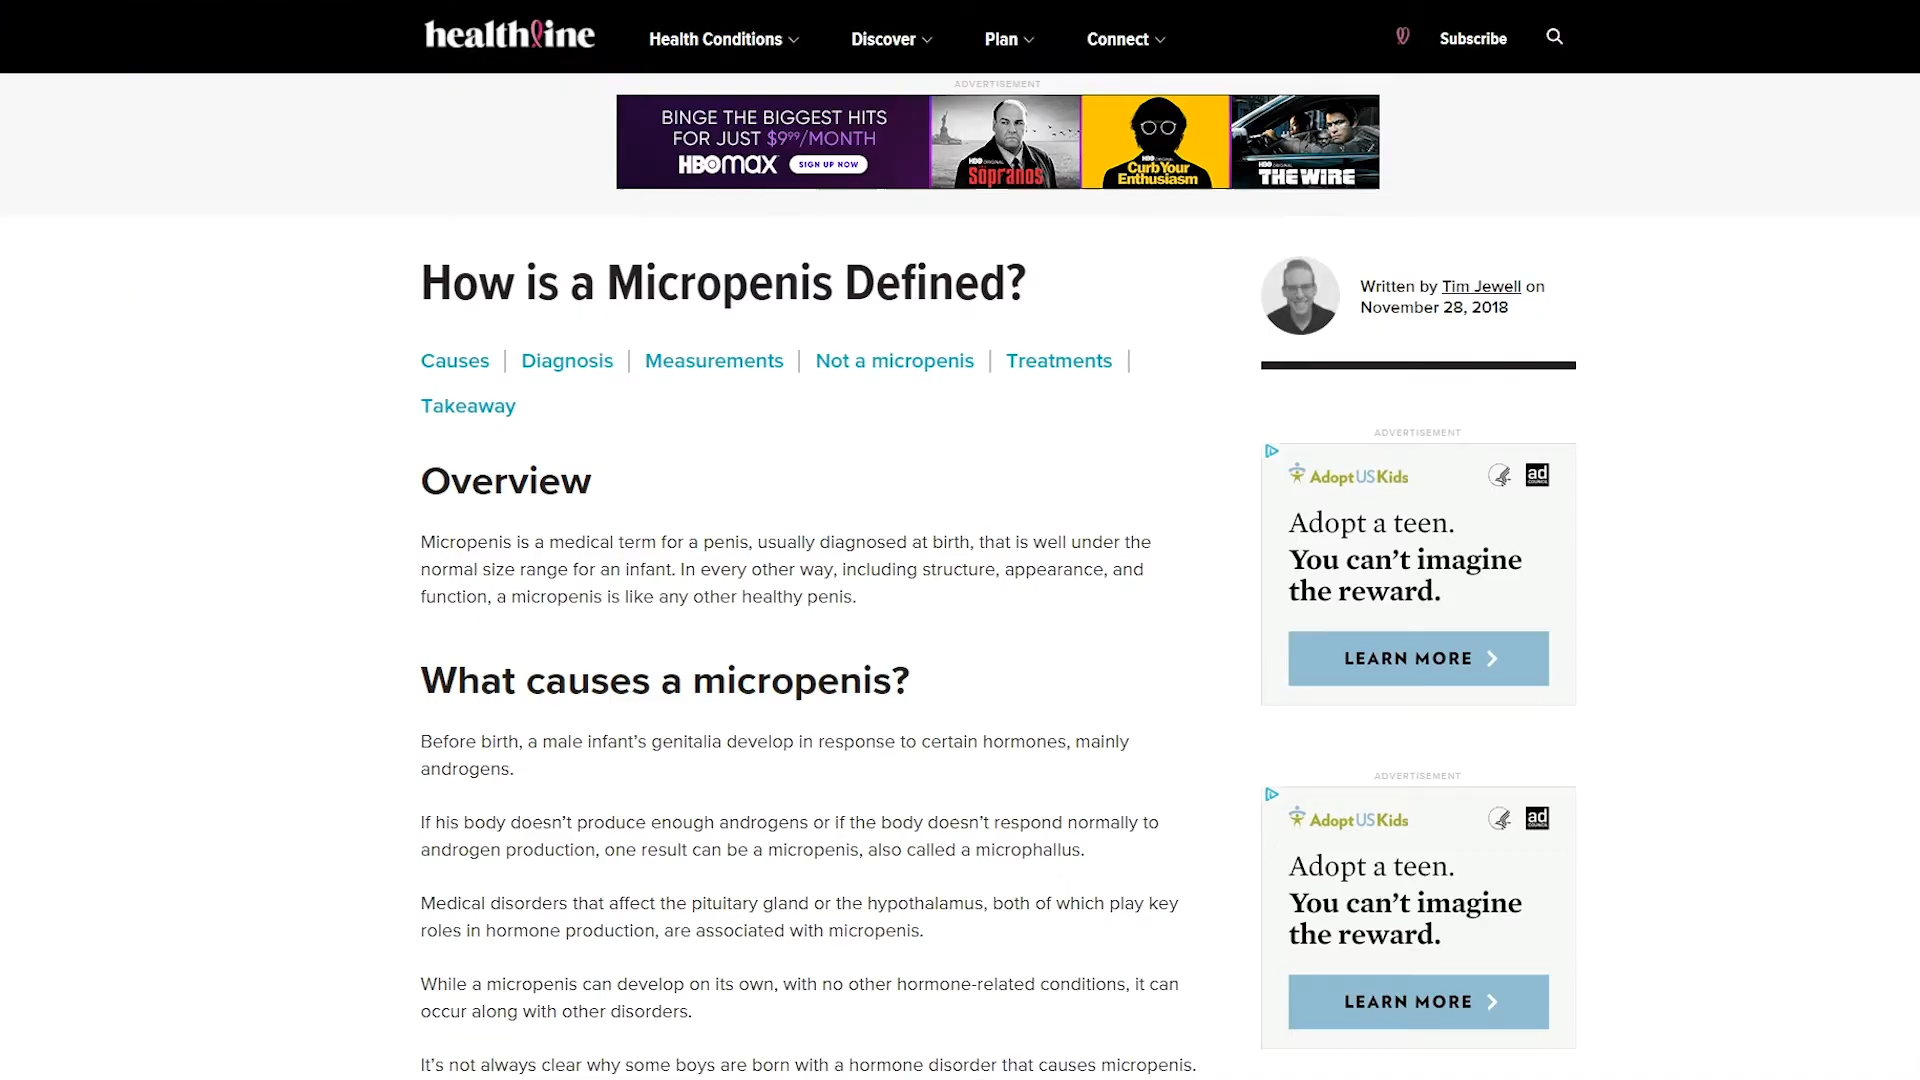 healthline
Health Conditions
Discover
Plan
Connect
Subscribe
ADVERTISEMENT
BINGE THE BIGGEST HITS
FOR JUST $9⁹⁹/MONTH
HBOMAX
SIGN UP NOW
HBO ORIGINAL
The Sopranos
HBO ORIGINAL
Curb Your
Enthusiasm
HBO ORIGINAL
THE WIRE
How is a Micropenis Defined?
Written by Tim Jewell on
November 28, 2018
Causes | Diagnosis | Measurements | Not a micropenis | Treatments |
Takeaway
Overview
Micropenis is a medical term for a penis, usually diagnosed at birth, that is well under the
normal size range for an infant. In every other way, including structure, appearance, and
function, a micropenis is like any other healthy penis.
What causes a micropenis?
Before birth, a male infant’s genitalia develop in response to certain hormones, mainly
androgens.
If his body doesn’t produce enough androgens or if the body doesn’t respond normally to
androgen production, one result can be a micropenis, also called a microphallus.
Medical disorders that affect the pituitary gland or the hypothalamus, both of which play key
roles in hormone production, are associated with micropenis.
While a micropenis can develop on its own, with no other hormone-related conditions, it can
occur along with other disorders.
It’s not always clear why some boys are born with a hormone disorder that causes micropenis.
ADVERTISEMENT
AdoptUSKids
ad
COUNCIL
Adopt a teen.
You can’t imagine
the reward.
LEARN MORE
ADVERTISEMENT
AdoptUSKids
ad
COUNCIL
Adopt a teen.
You can’t imagine
the reward.
LEARN MORE